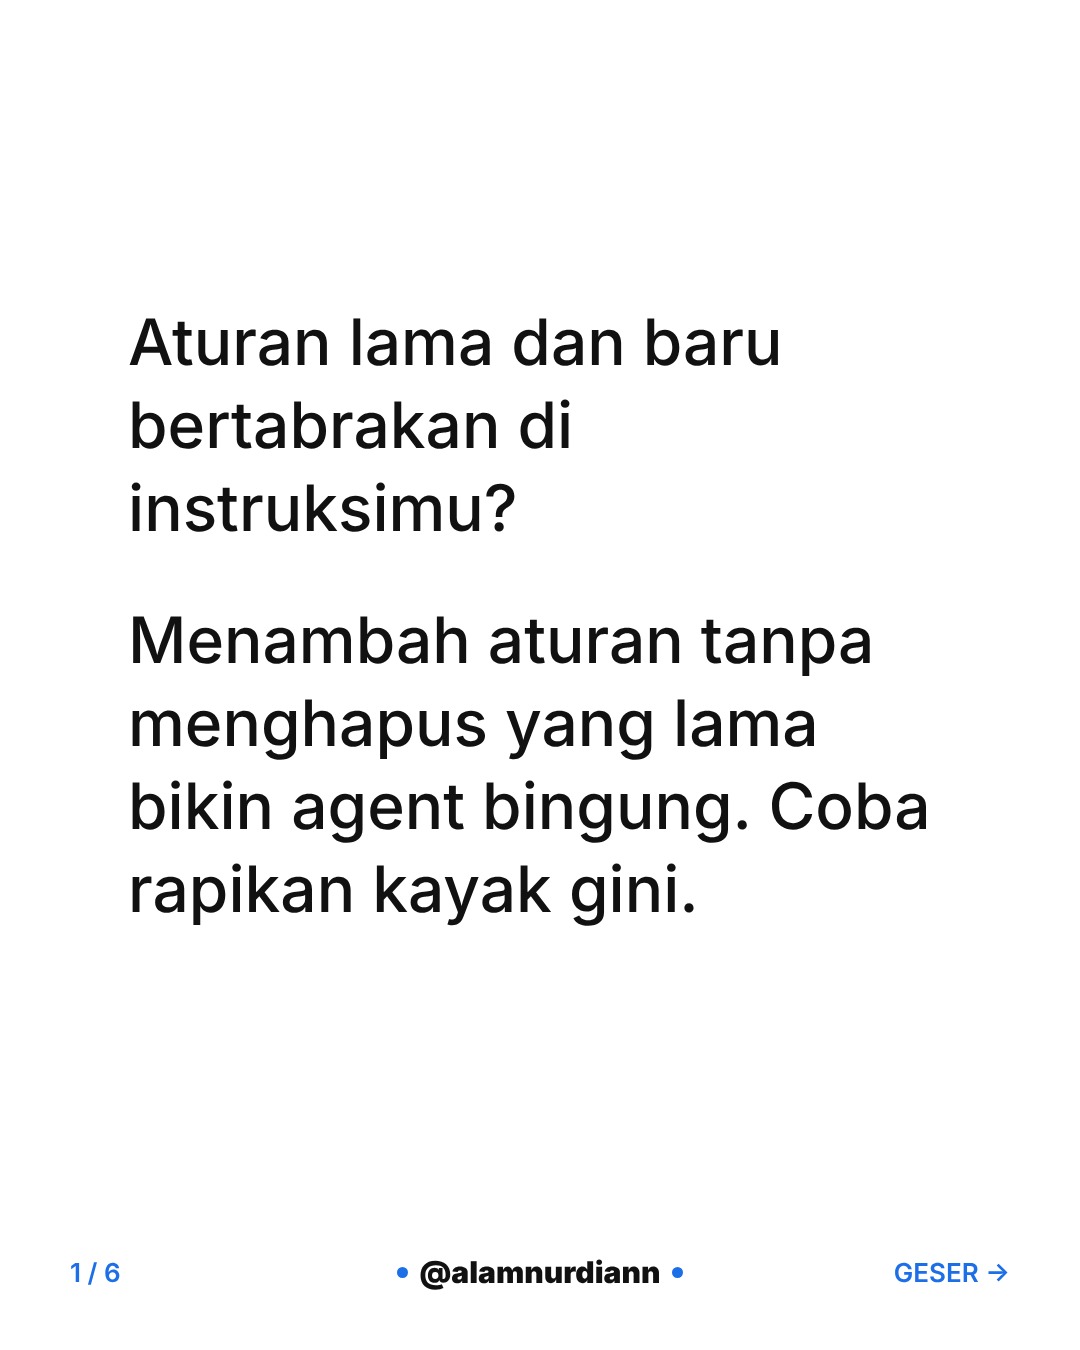 Aturan lama dan baru
bertabrakan di
instruksimu?
Menambah aturan tanpa
menghapus yang lama
bikin agent bingung. Coba
rapikan kayak gini.
1 / 6
• @alamnurdiann •
GESER →